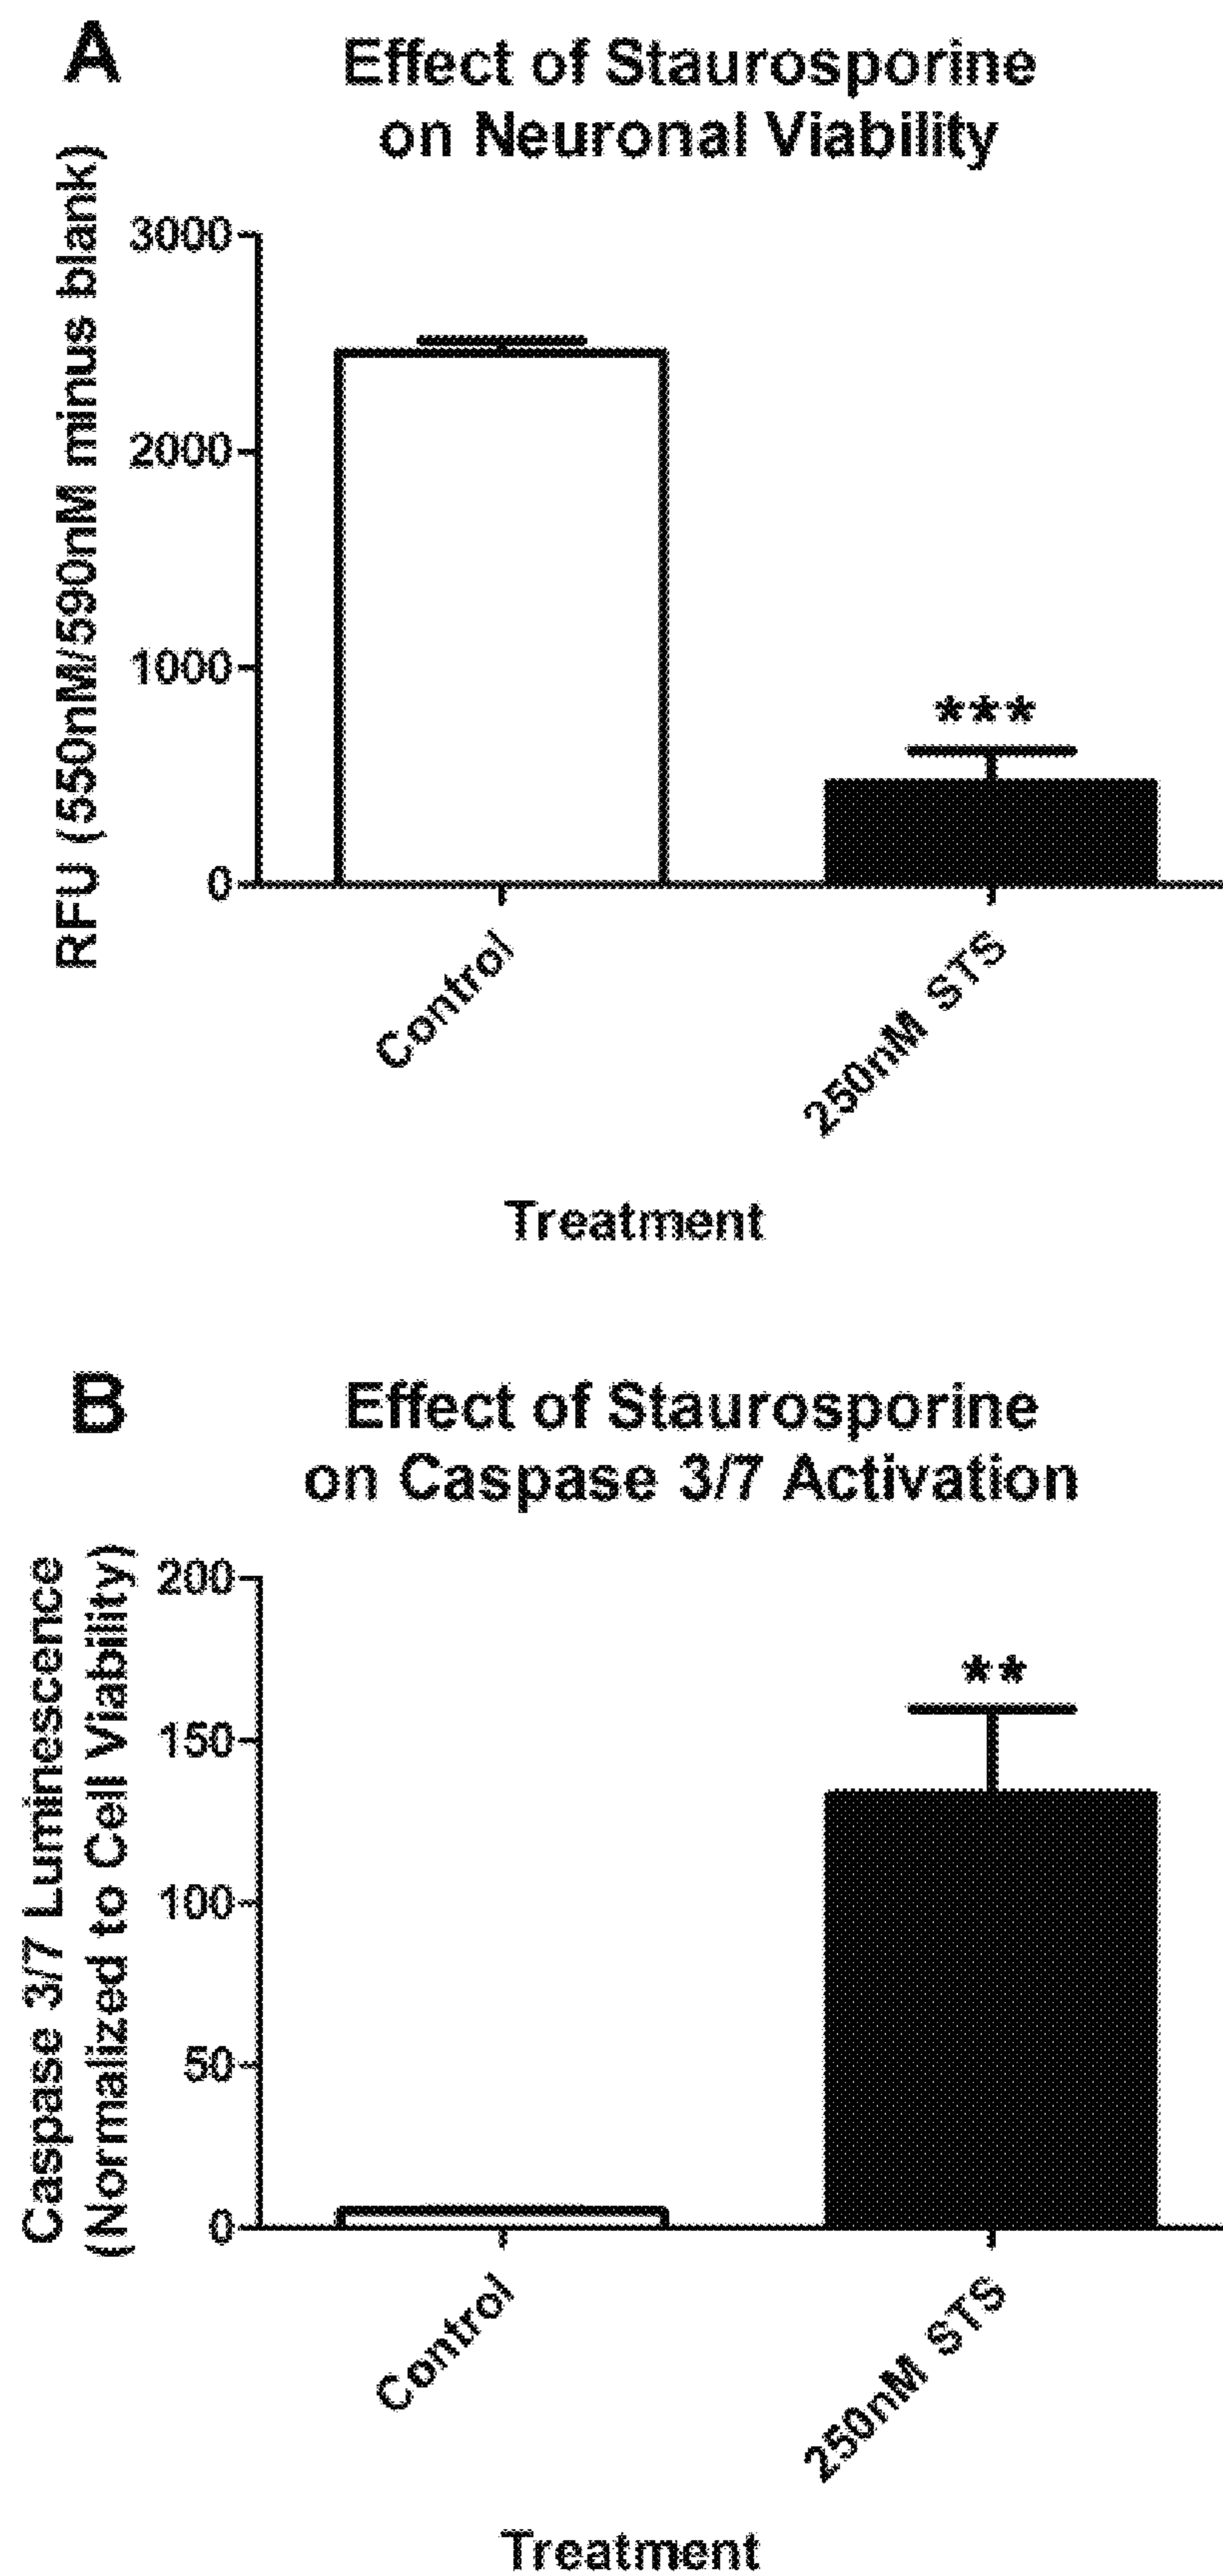 A
Effect of Staurosporine
on Neuronal Viability
RFU (550nM/590nM minus blank)
3000
2000
1000
0
***
Control
250nM STS
Treatment
B
Effect of Staurosporine
on Caspase 3/7 Activation
Caspase 3/7 Luminescence
(Normalized to Cell Viability)
200
150
100
50
0
**
Control
250nM STS
Treatment